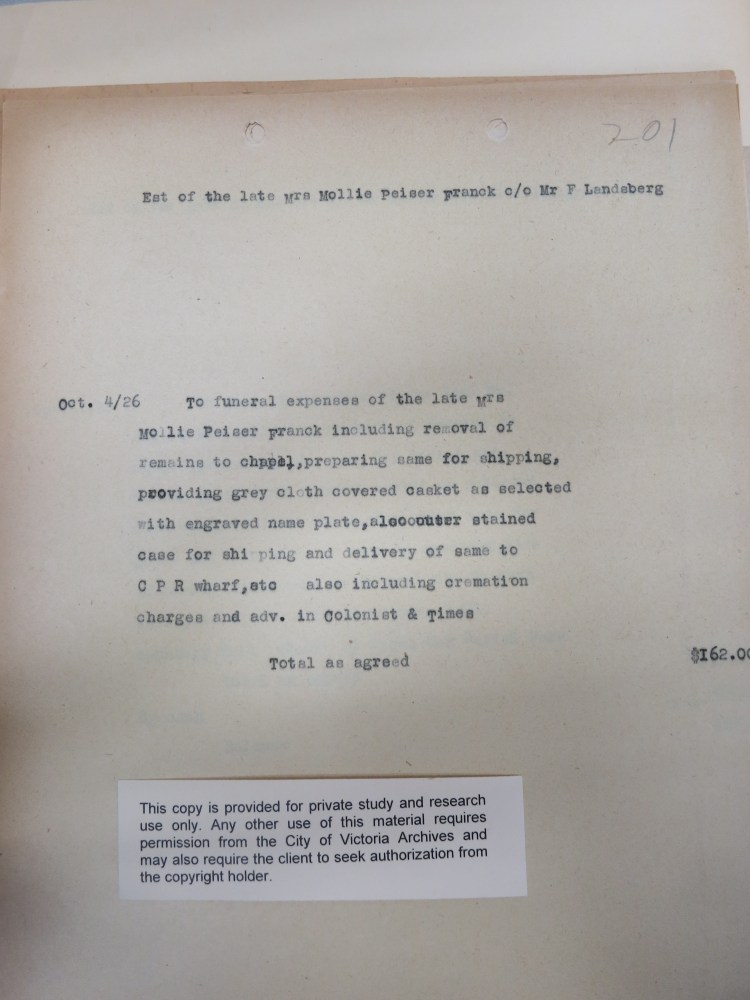 201
Est of the late Mrs Mollie Peiser Franck c/o Mr F Landsberg
Oct. 4/26 To funeral expenses of the late Mrs
Mollie Peiser Franck including removal of
remains to chppel,preparing same for shipping,
providing grey cloth covered casket as selected
with engraved name plate,alsoouter stained
case for shi ping and delivery of same to
C P R wharf,etc also including cremation
charges and adv. in Colonist & Times
Total as agreed $I62.00
This copy is provided for private study and research
use only. Any other use of this material requires
permission from the City of Victoria Archives and
may also require the client to seek authorization from
the copyright holder.